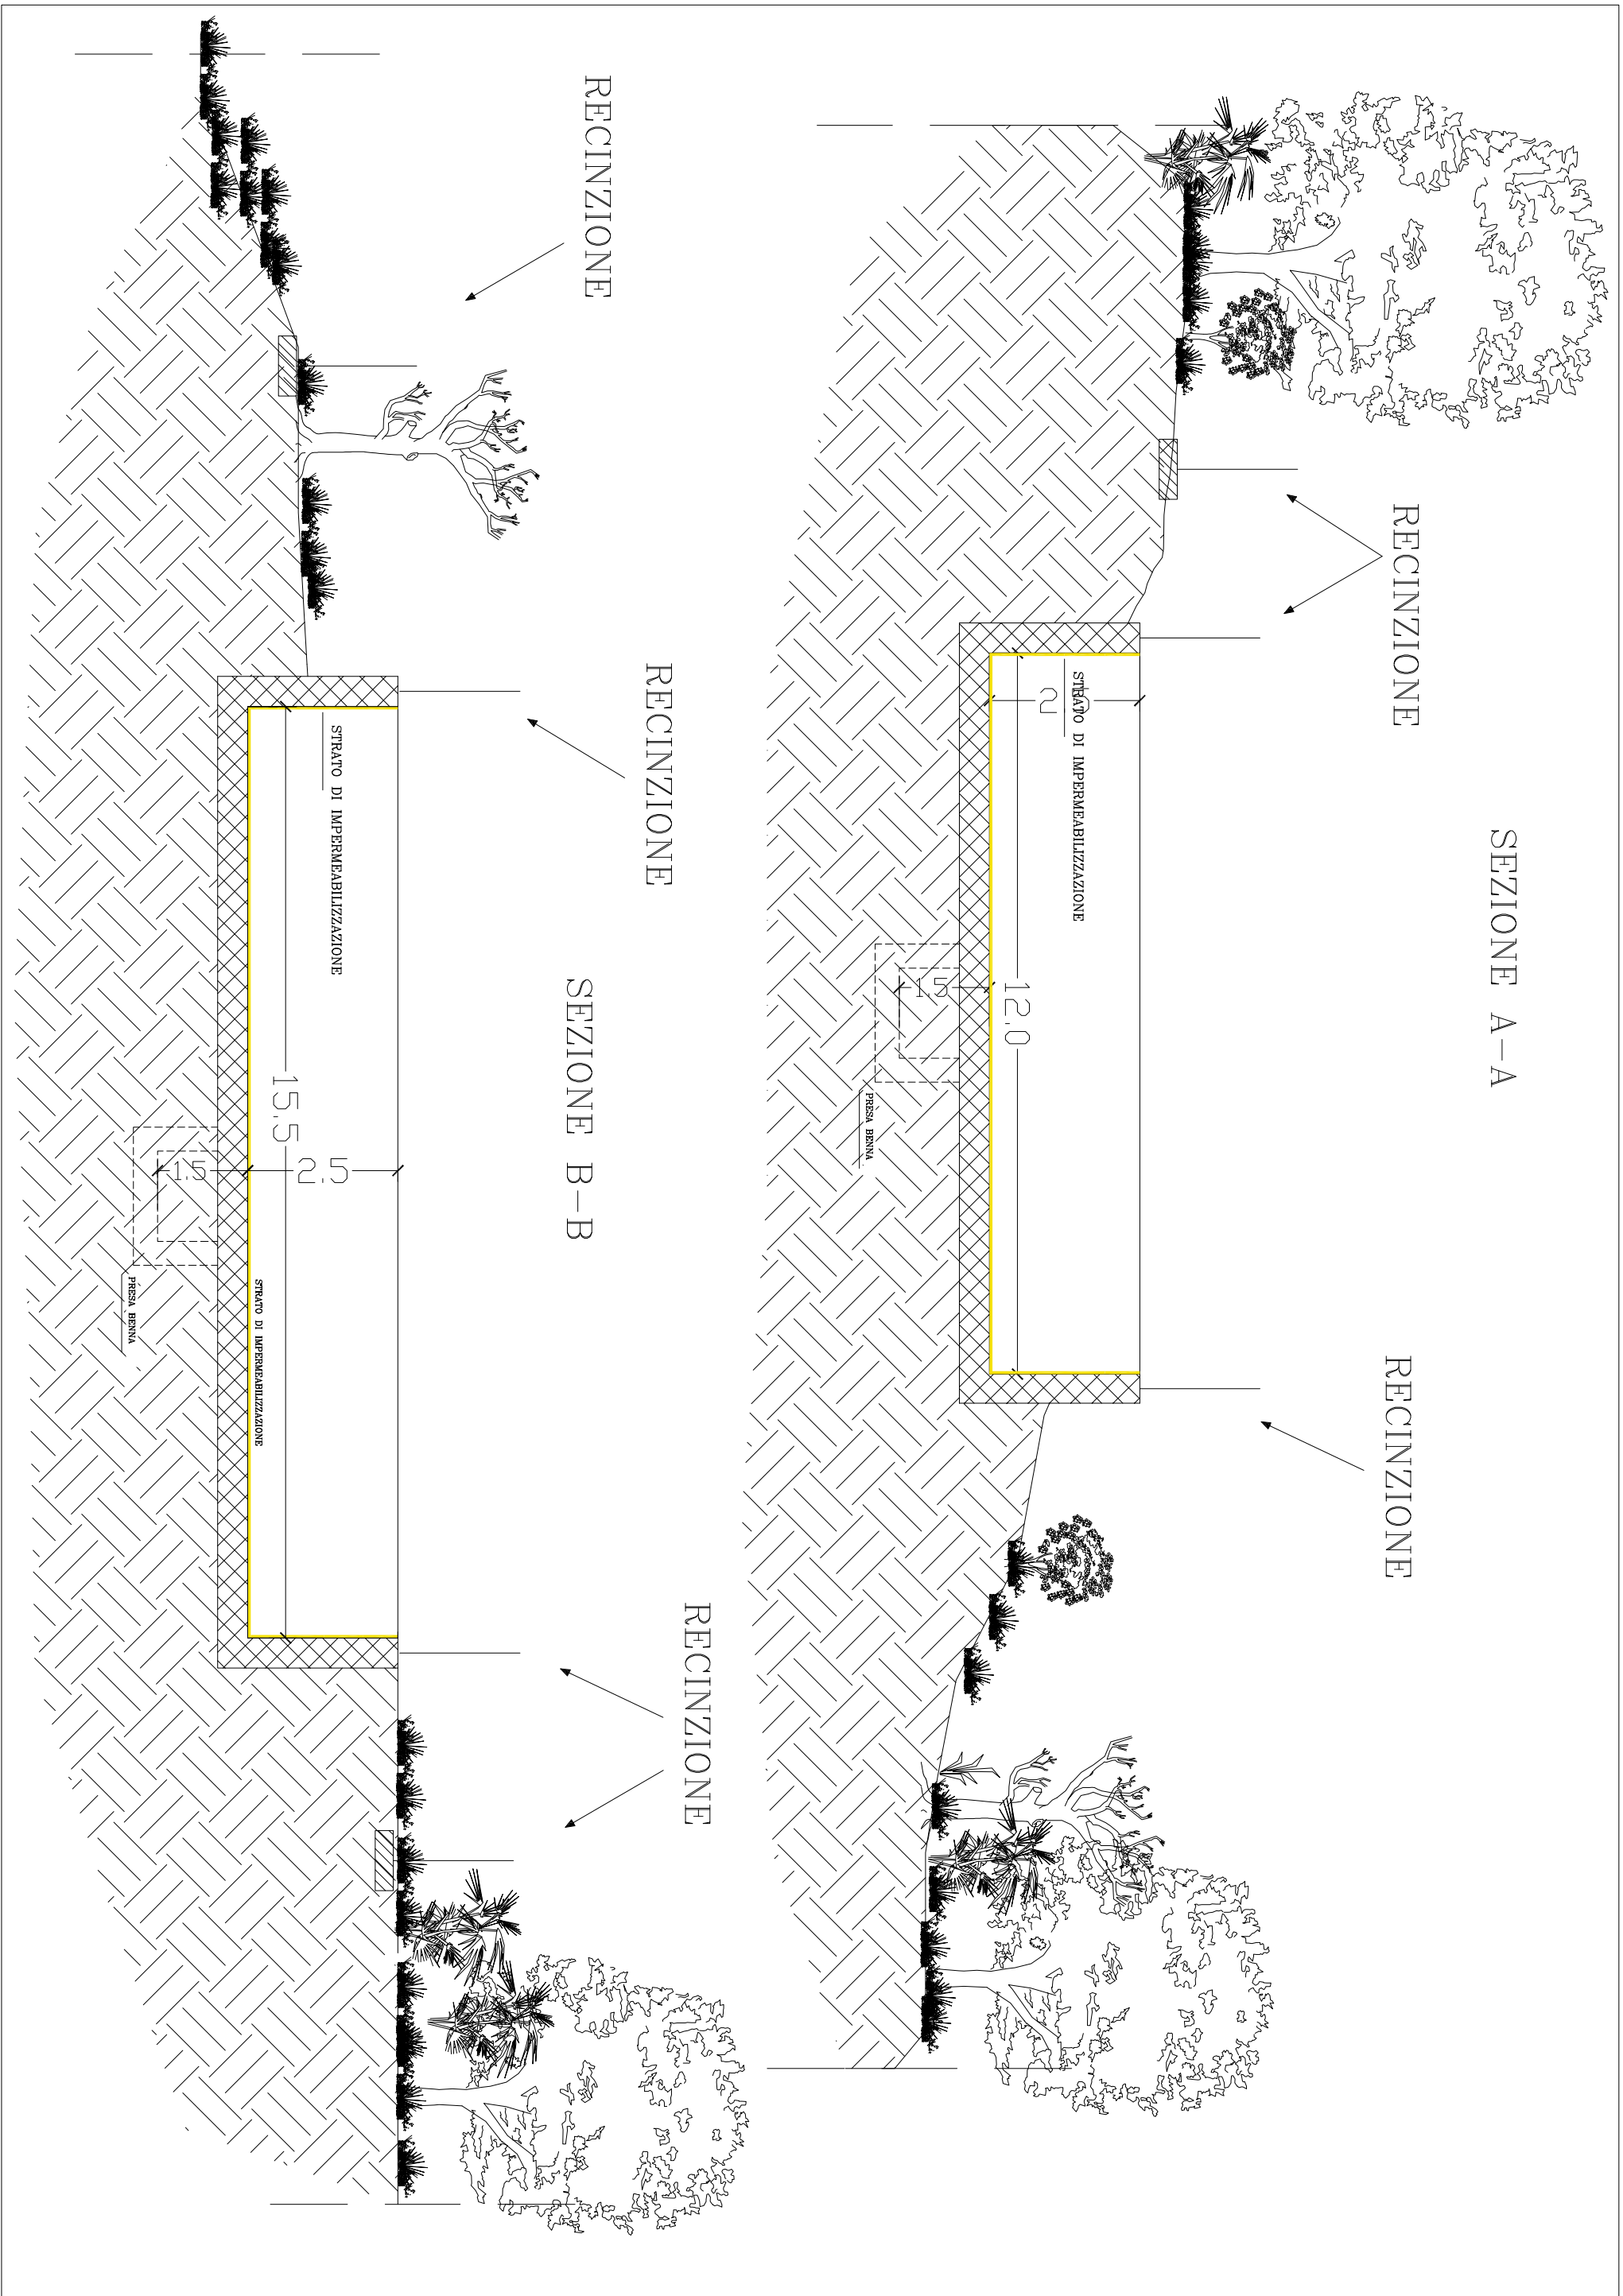 SEZIONE A-A
RECINZIONE
RECINZIONE
STRATO DI IMPERMEABILIZZAZIONE
2.5
12.0
1.5
PRESA BENNA
RECINZIONE
RECINZIONE
RECINZIONE
SEZIONE B-B
STRATO DI IMPERMEABILIZZAZIONE
2.5
15.5
STRATO DI IMPERMEABILIZZAZIONE
1.5
PRESA BENNA